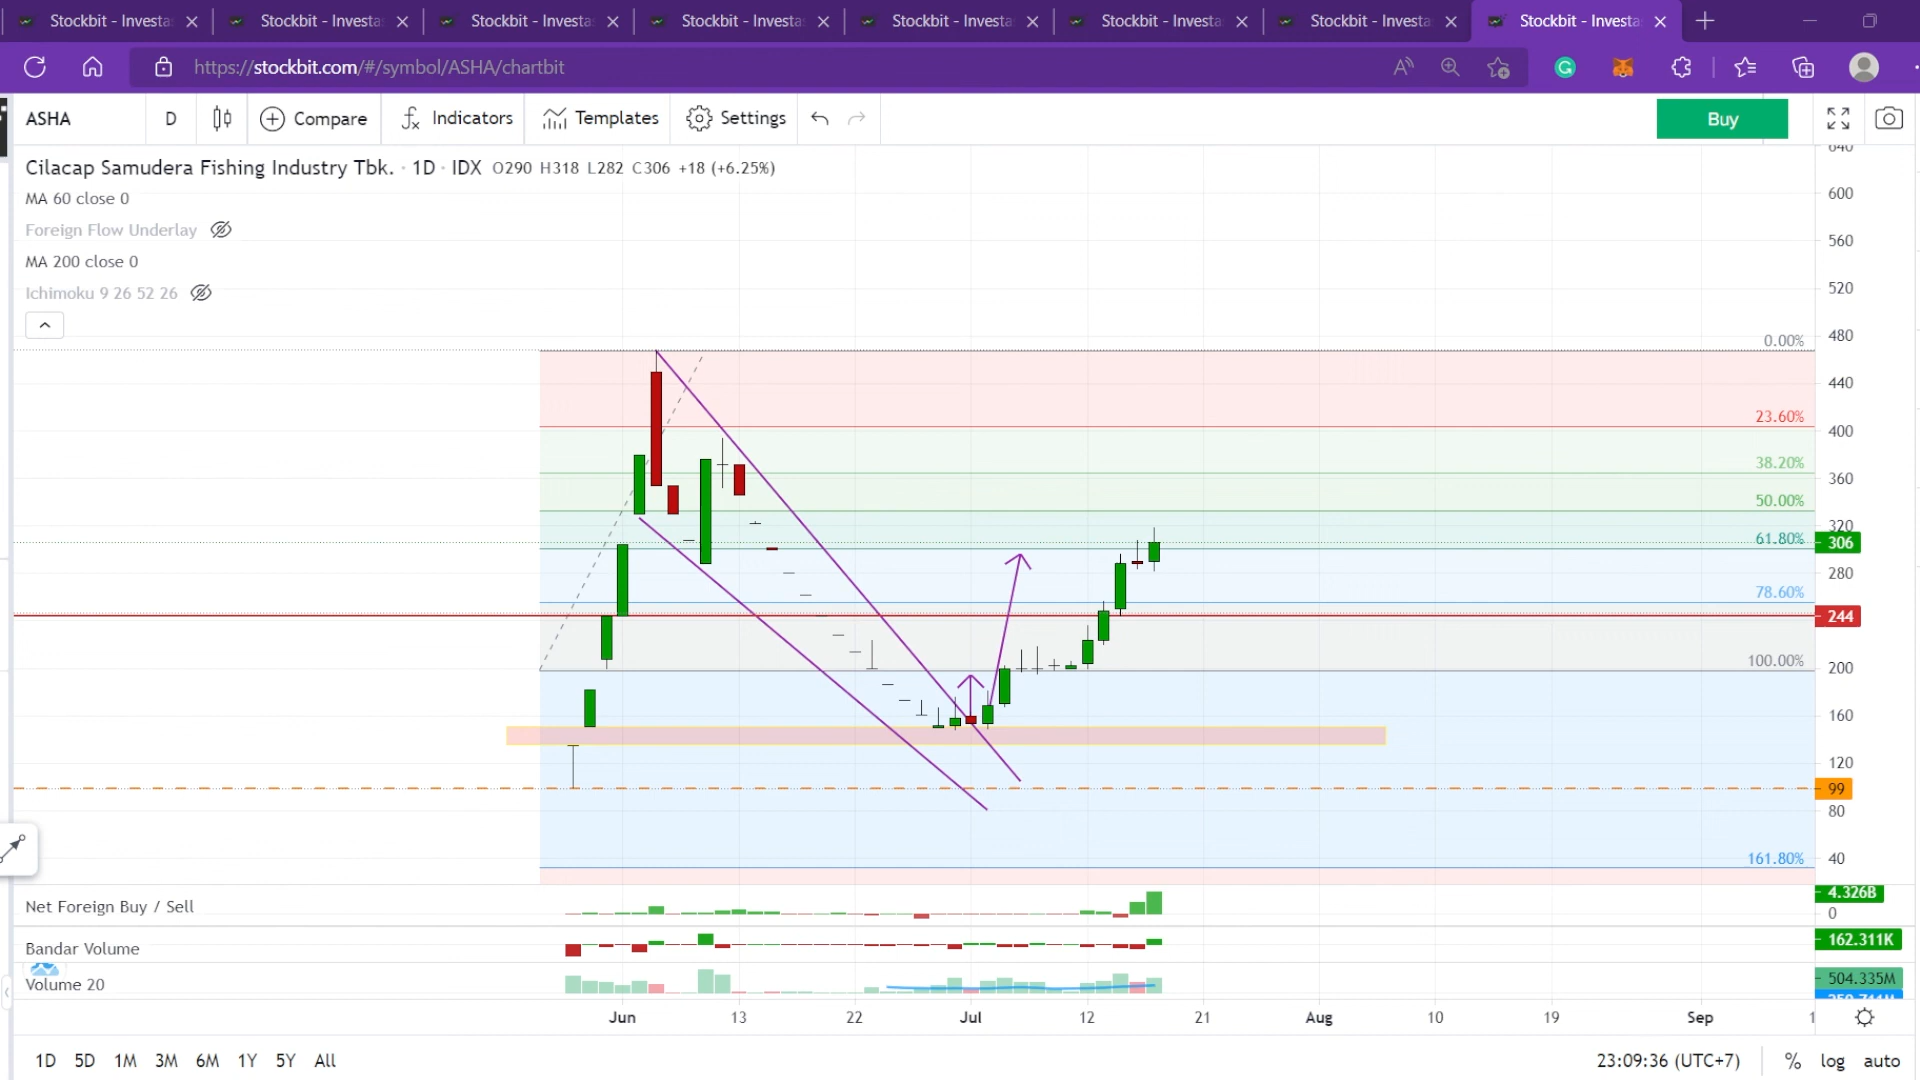 Stockbit - Investa Stockbit - Investa Stockbit - Investa Stockbit - Investa Stockbit - Investa Stockbit - Investa Stockbit - Investa Stockbit - Investa
https://stockbit.com/#/symbol/ASHA/chartbit
ASHA D Compare Indicators Templates Settings Buy
Cilacap Samudera Fishing Industry Tbk. · 1D · IDX O290 H318 L282 C306 +18 (+6.25%)
MA 60 close 0
Foreign Flow Underlay
MA 200 close 0
Ichimoku 9 26 52 26
640
600
560
520
480
0.00%
440
23.60%
400
38.20%
360
50.00%
320
61.80%
306
280
78.60%
244
100.00%
200
160
120
99
80
161.80%
40
Net Foreign Buy / Sell
4.326B
0
Bandar Volume
162.311K
Volume 20
504.335M
Jun 13 22 Jul 12 21 Aug 10 19 Sep 1
1D 5D 1M 3M 6M 1Y 5Y All 23:09:36 (UTC+7) % log auto